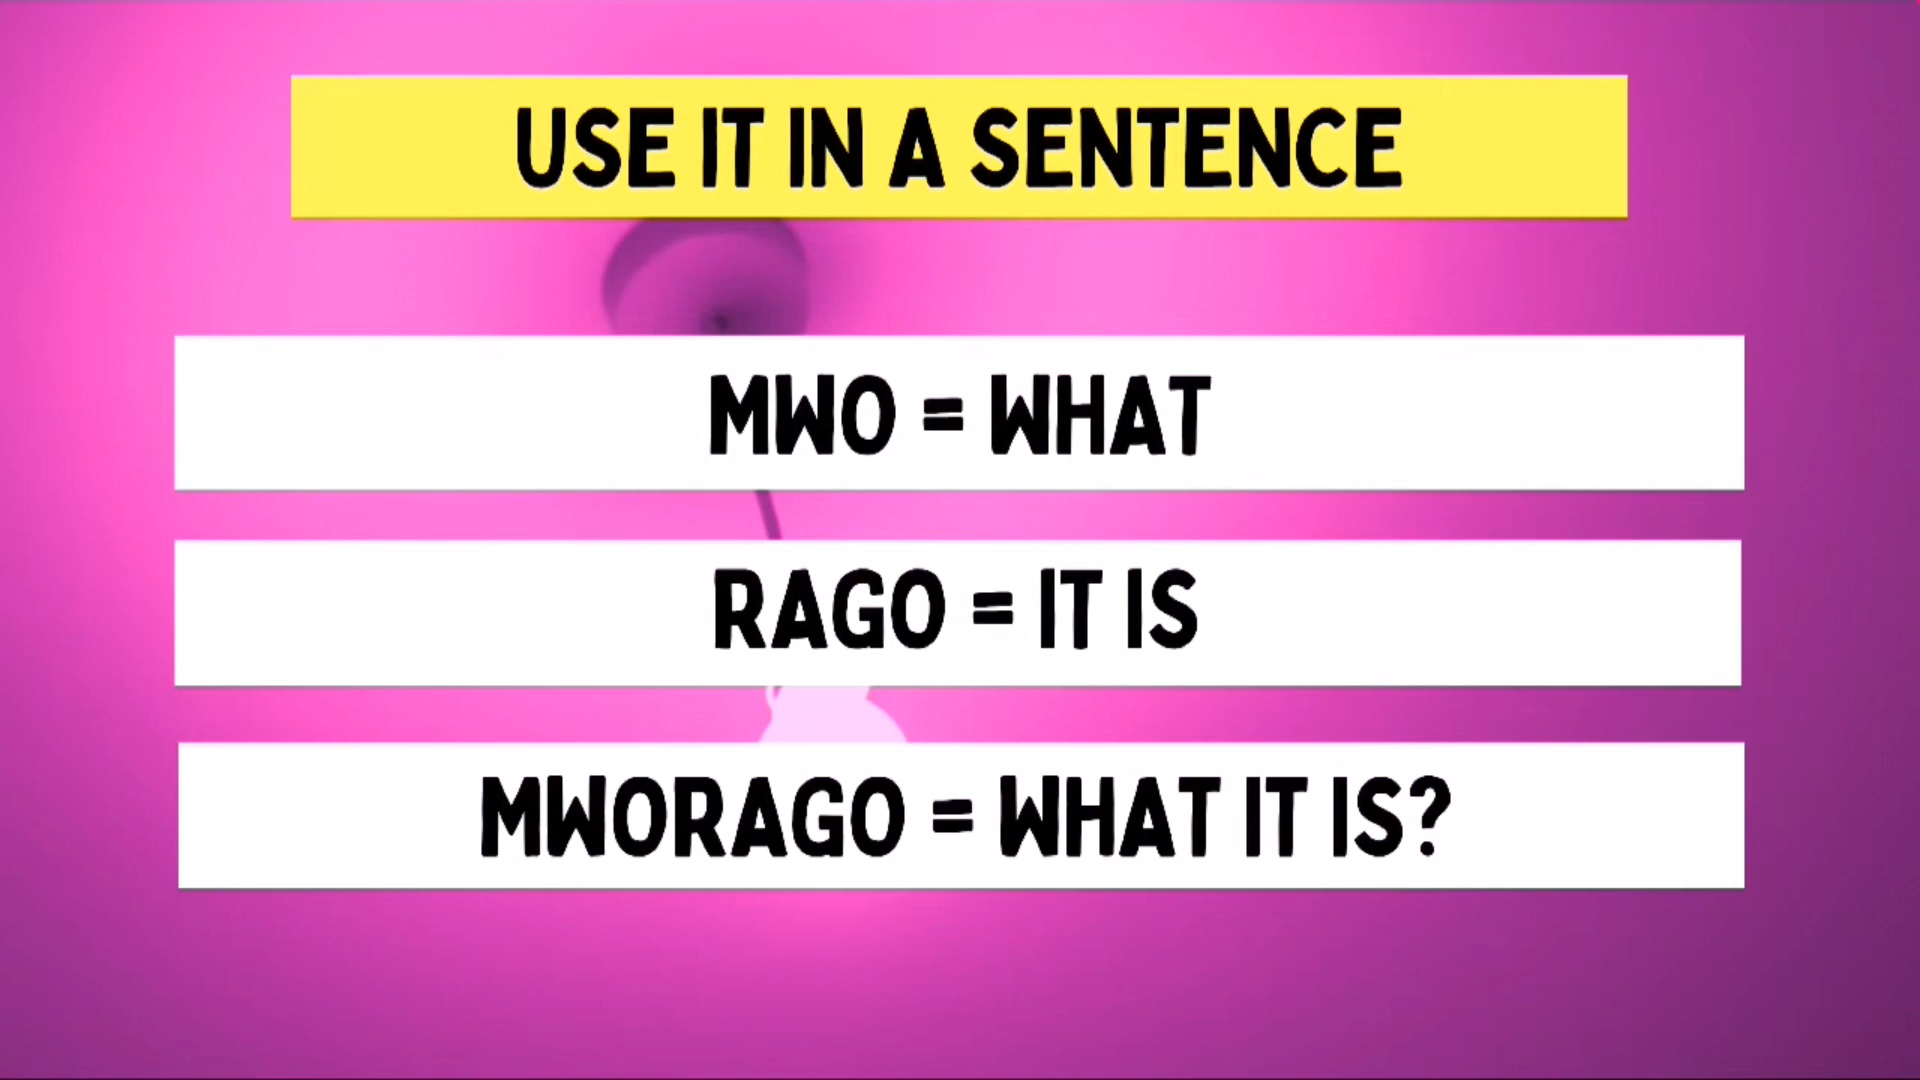 USE IT IN A SENTENCE
MWO = WHAT
RAGO = IT IS
MWORAGO = WHAT IT IS?